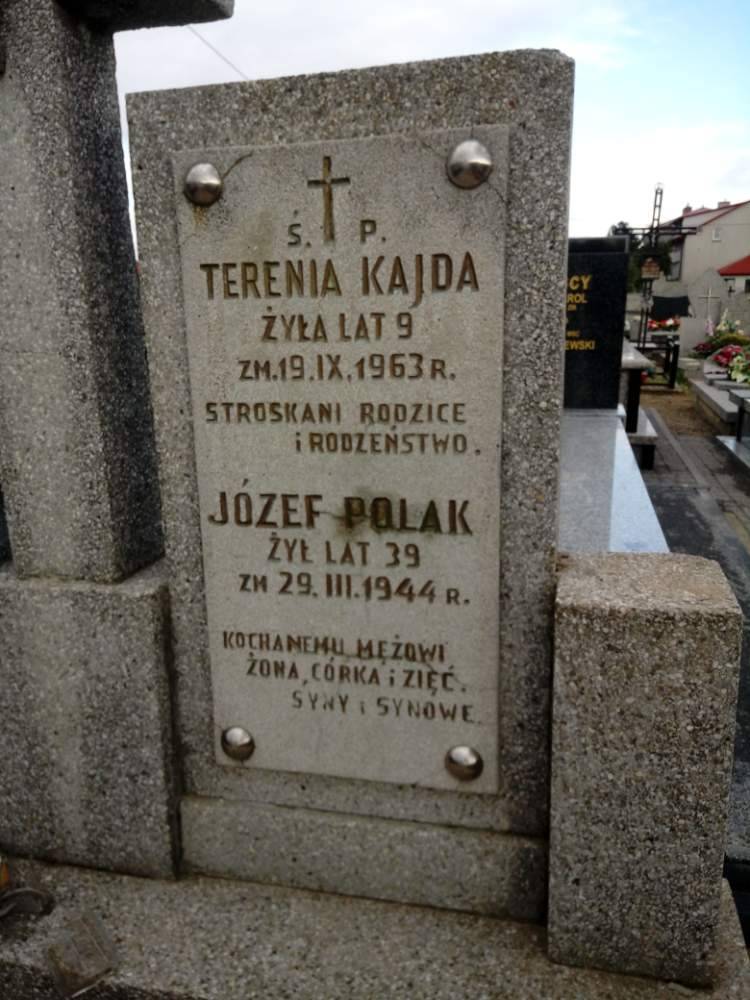 Ś. P.
TERENIA KAJDA
ŻYŁA LAT 9
ZM. 19. IX. 1963 R.
STROSKANI RODZICE
i RODZEŃSTWO.
JÓZEF POLAK
ŻYŁ LAT 39
ZM 29. III. 1944 R.
KOCHANEMU MĘŻOWI
ŻONA, CÓRKA i ZIĘĆ.
SYNY i SYNOWE